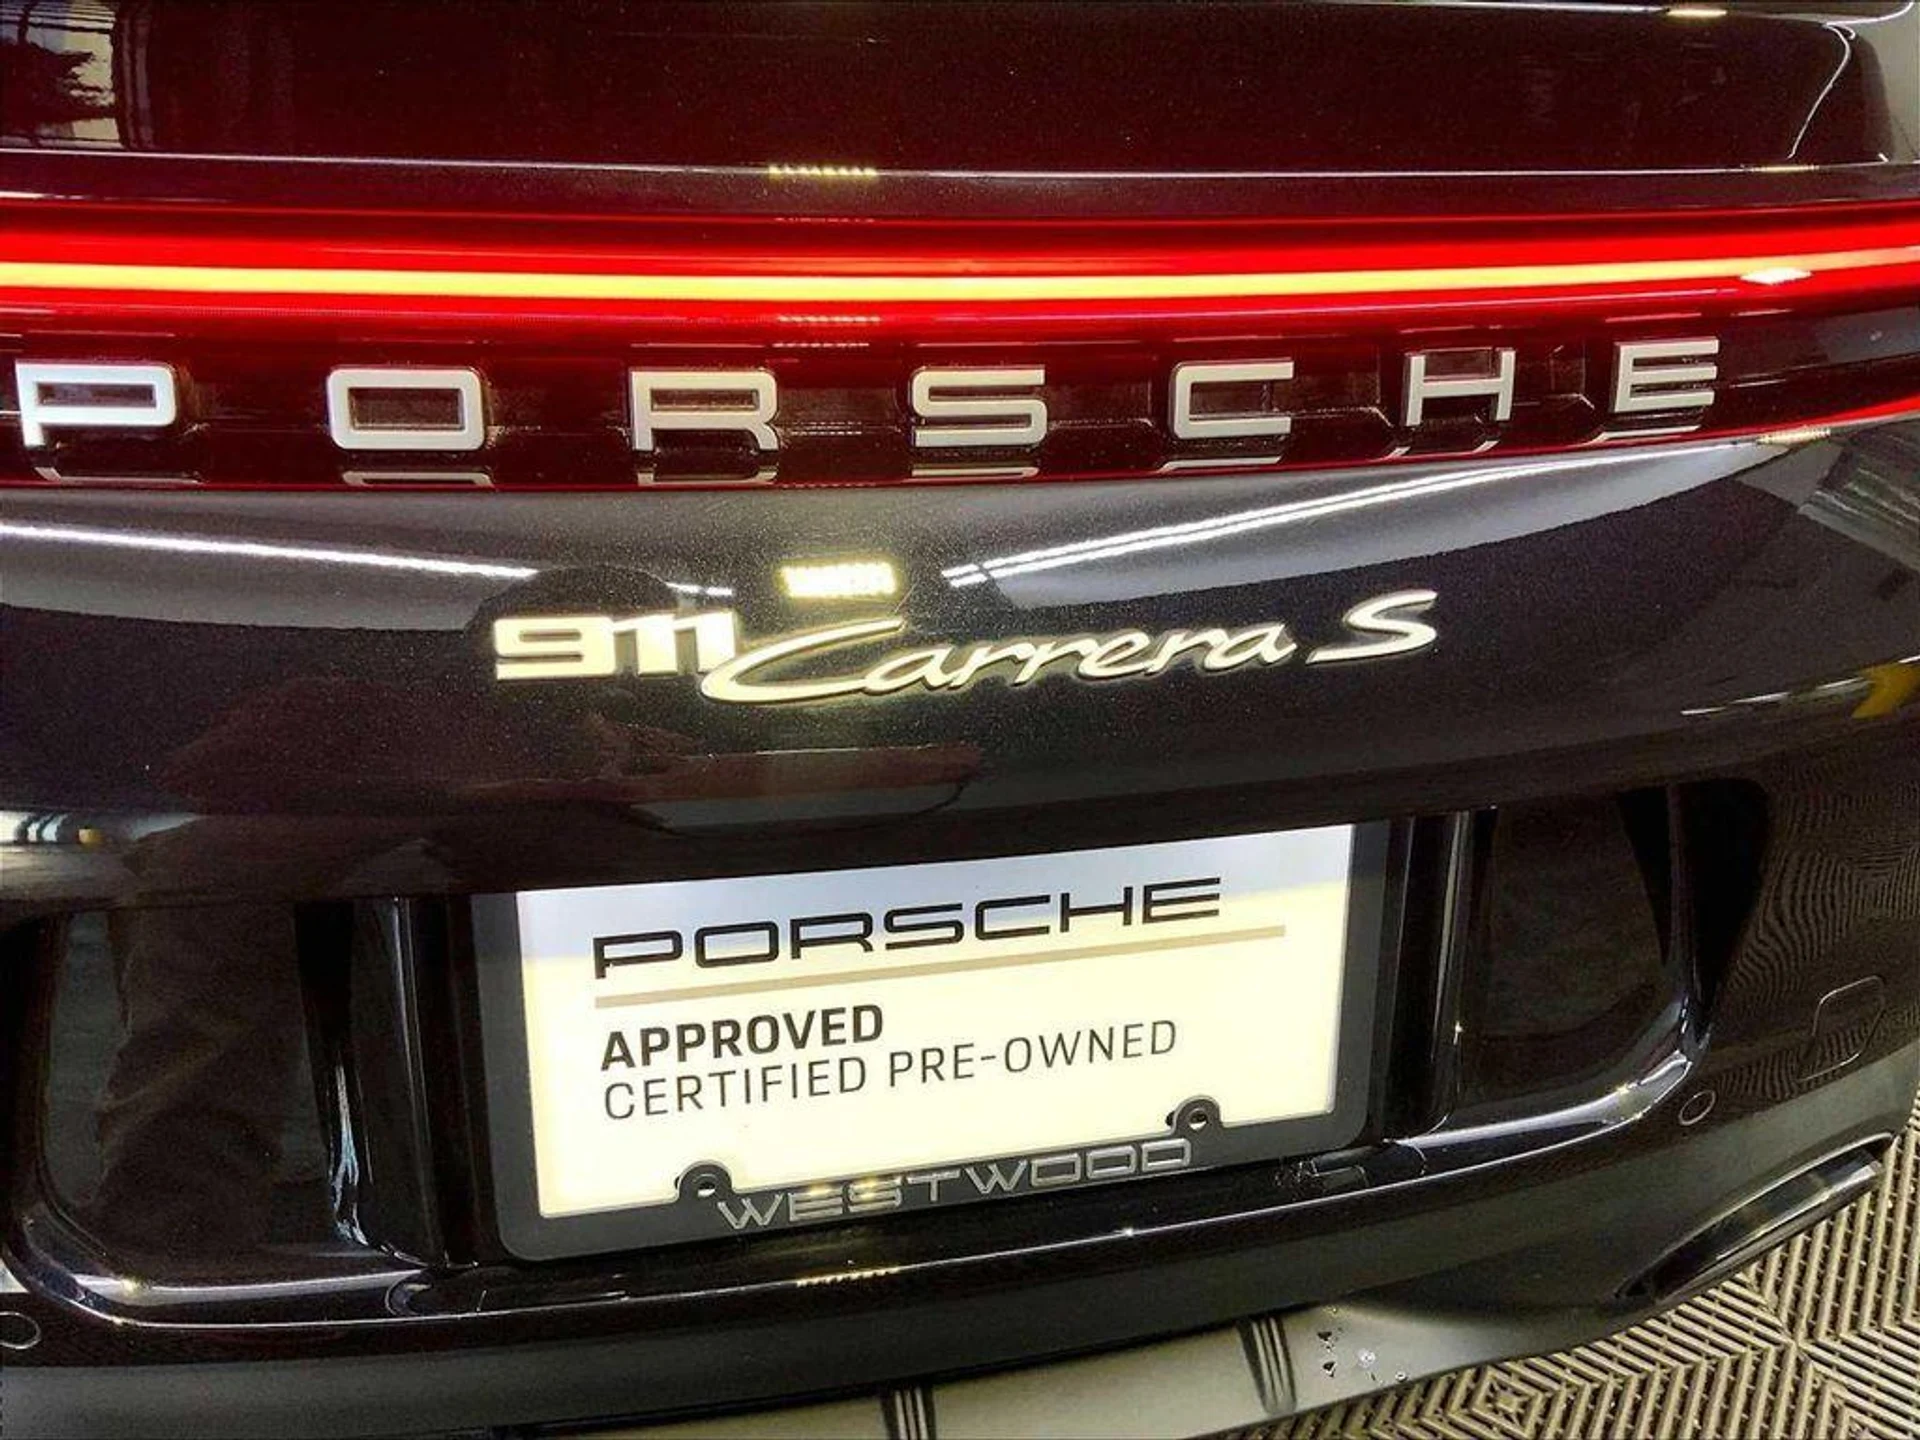 PORSCHE
911 Carrera S
PORSCHE
APPROVED
CERTIFIED PRE-OWNED
WESTWOOD